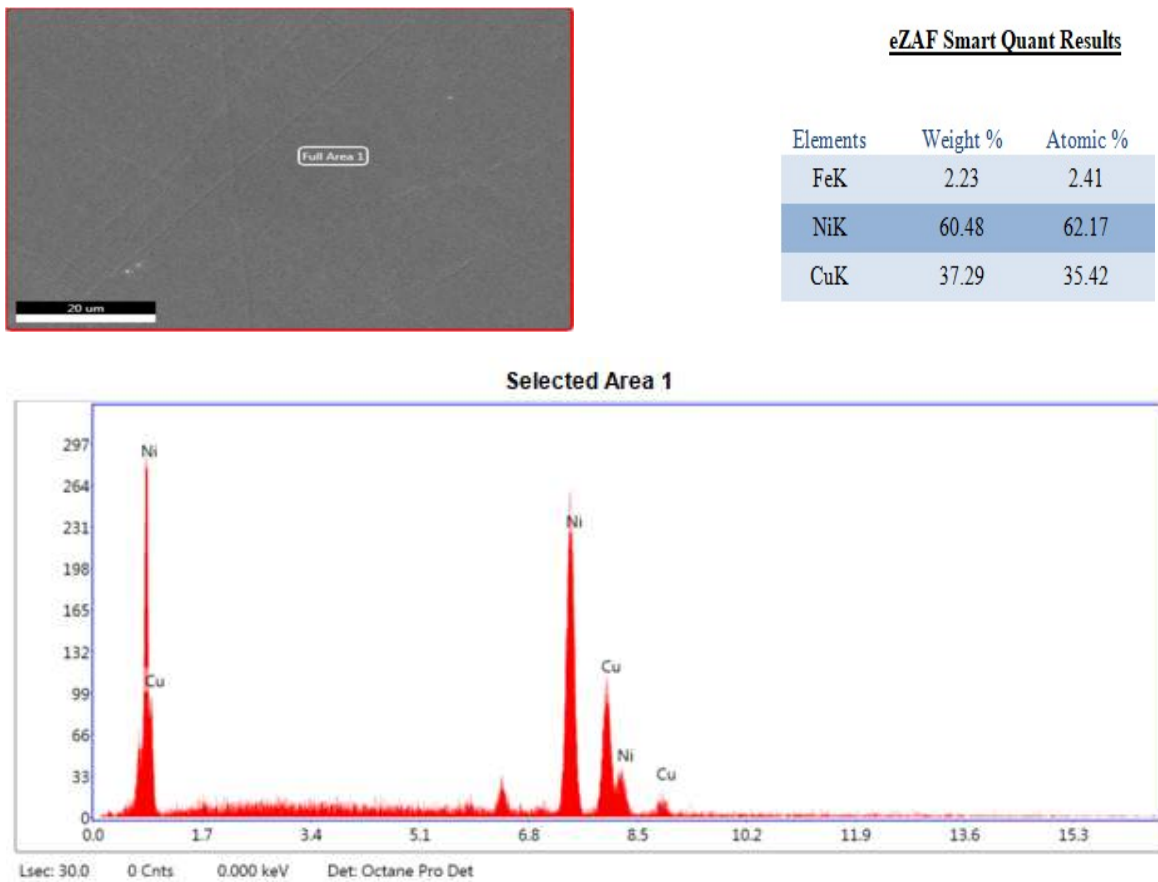 Full Area 1
20 um
eZAF Smart Quant Results
Elements Weight % Atomic %
FeK 2.23 2.41
NiK 60.48 62.17
CuK 37.29 35.42
Selected Area 1
297
264
231
198
165
132
99
66
33
0
Ni
Cu
Ni
Cu
Ni
Cu
0.0 1.7 3.4 5.1 6.8 8.5 10.2 11.9 13.6 15.3
Lsec: 30.0 0 Cnts 0.000 keV Det: Octane Pro Det